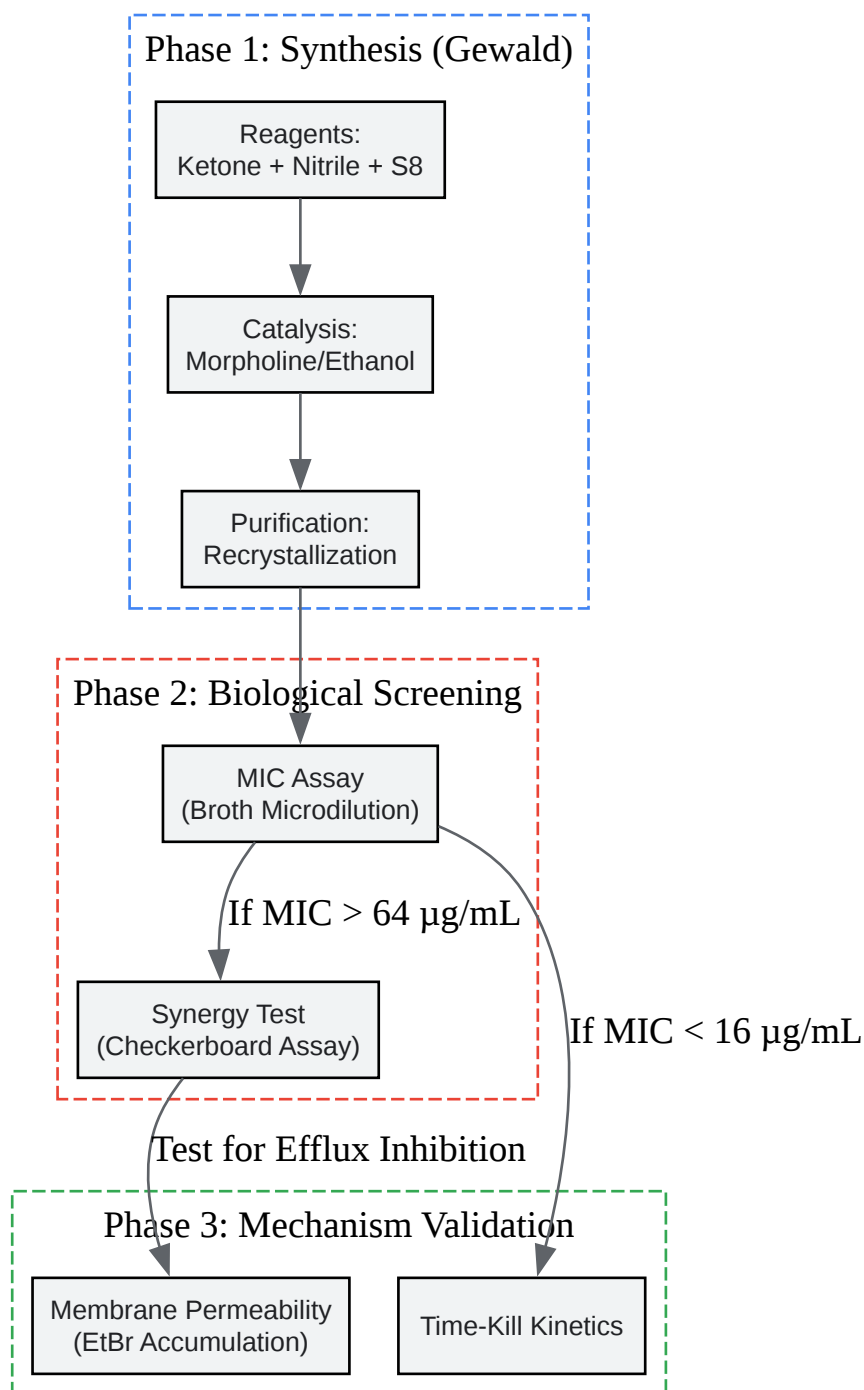 Phase 1: Synthesis (Gewald)
Reagents:
Ketone + Nitrile + S8
Catalysis:
Morpholine/Ethanol
Purification:
Recrystallization
Phase 2: Biological Screening
MIC Assay
(Broth Microdilution)
If MIC > 64 µg/mL
Synergy Test
(Checkerboard Assay)
If MIC < 16 µg/mL
Test for Efflux Inhibition
Phase 3: Mechanism Validation
Membrane Permeability
(EtBr Accumulation)
Time-Kill Kinetics